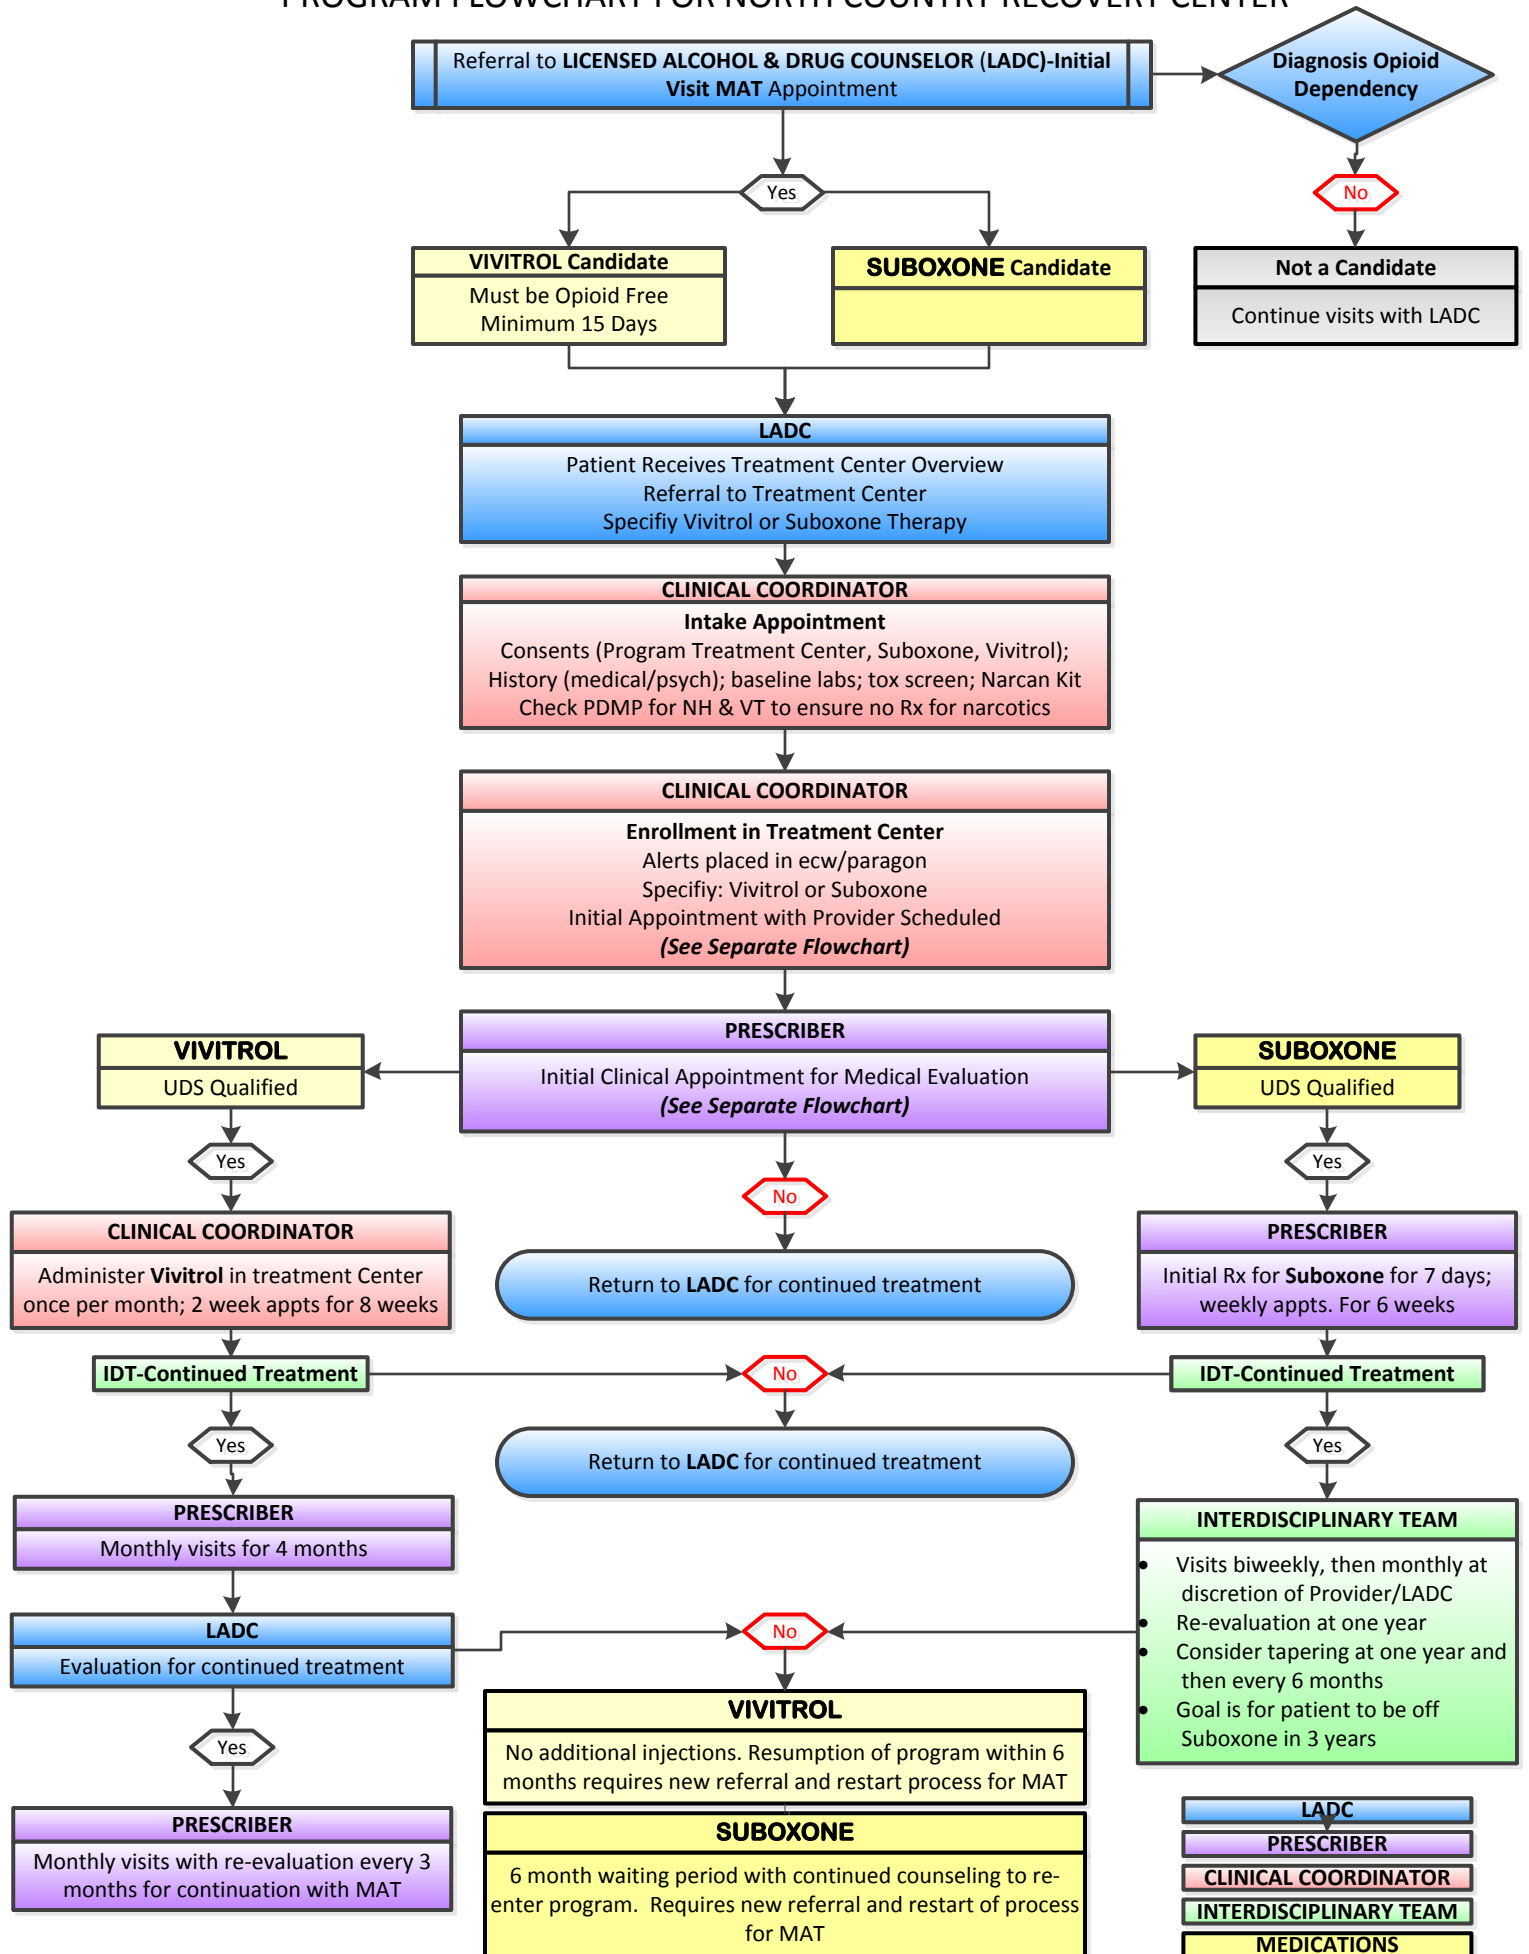 PROGRAM FLOWCHART FOR NORTH COUNTRY RECOVERY CENTER
Referral to LICENSED ALCOHOL & DRUG COUNSELOR (LADC)-Initial
Visit MAT Appointment
Diagnosis Opioid
Dependency
Yes
No
VIVITROL Candidate
Must be Opioid Free
Minimum 15 Days
SUBOXONE Candidate
Not a Candidate
Continue visits with LADC
LADC
Patient Receives Treatment Center Overview
Referral to Treatment Center
Specifiy Vivitrol or Suboxone Therapy
CLINICAL COORDINATOR
Intake Appointment
Consents (Program Treatment Center, Suboxone, Vivitrol);
History (medical/psych); baseline labs; tox screen; Narcan Kit
Check PDMP for NH & VT to ensure no Rx for narcotics
CLINICAL COORDINATOR
Enrollment in Treatment Center
Alerts placed in ecw/paragon
Specifiy: Vivitrol or Suboxone
Initial Appointment with Provider Scheduled
(See Separate Flowchart)
PRESCRIBER
Initial Clinical Appointment for Medical Evaluation
(See Separate Flowchart)
VIVITROL
UDS Qualified
SUBOXONE
UDS Qualified
Yes
No
Yes
CLINICAL COORDINATOR
Administer Vivitrol in treatment Center
once per month; 2 week appts for 8 weeks
Return to LADC for continued treatment
PRESCRIBER
Initial Rx for Suboxone for 7 days;
weekly appts. For 6 weeks
IDT-Continued Treatment
No
IDT-Continued Treatment
Yes
Return to LADC for continued treatment
Yes
PRESCRIBER
Monthly visits for 4 months
INTERDISCIPLINARY TEAM
• Visits biweekly, then monthly at
discretion of Provider/LADC
• Re-evaluation at one year
• Consider tapering at one year and
then every 6 months
• Goal is for patient to be off
Suboxone in 3 years
LADC
Evaluation for continued treatment
No
Yes
VIVITROL
No additional injections. Resumption of program within 6
months requires new referral and restart process for MAT
PRESCRIBER
Monthly visits with re-evaluation every 3
months for continuation with MAT
SUBOXONE
6 month waiting period with continued counseling to re-
enter program. Requires new referral and restart of process
for MAT
LADC
PRESCRIBER
CLINICAL COORDINATOR
INTERDISCIPLINARY TEAM
MEDICATIONS